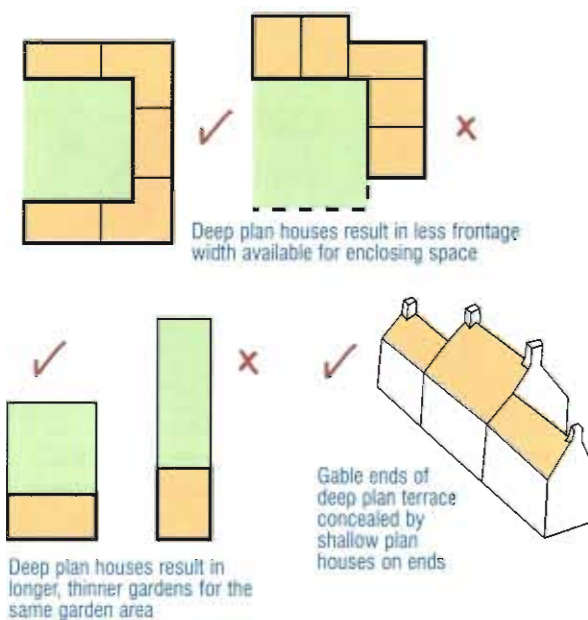 Deep plan houses result in less frontage
width available for enclosing space
Gable ends of
deep plan terrace
concealed by
shallow plan
houses on ends
Deep plan houses result in
longer, thinner gardens for the
same garden area